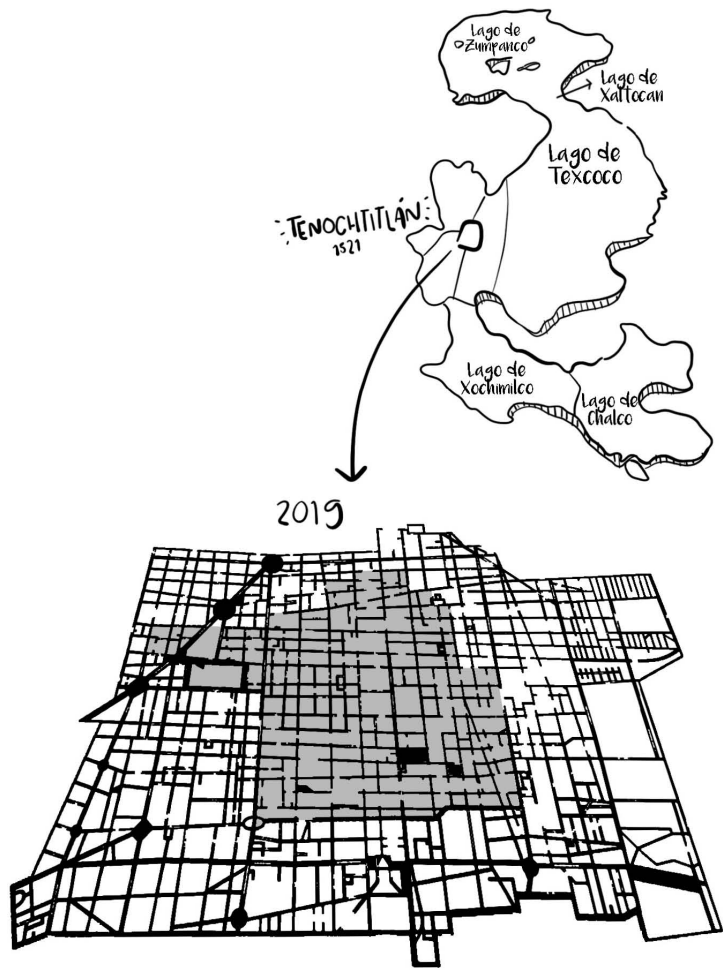 Lago de
Zumpanco
Lago de
Xaltocan
Lago de
Texcoco
TENOCHTITLÁN
1521
Lago de
Xochimilco
Lago de
Chalco
2019